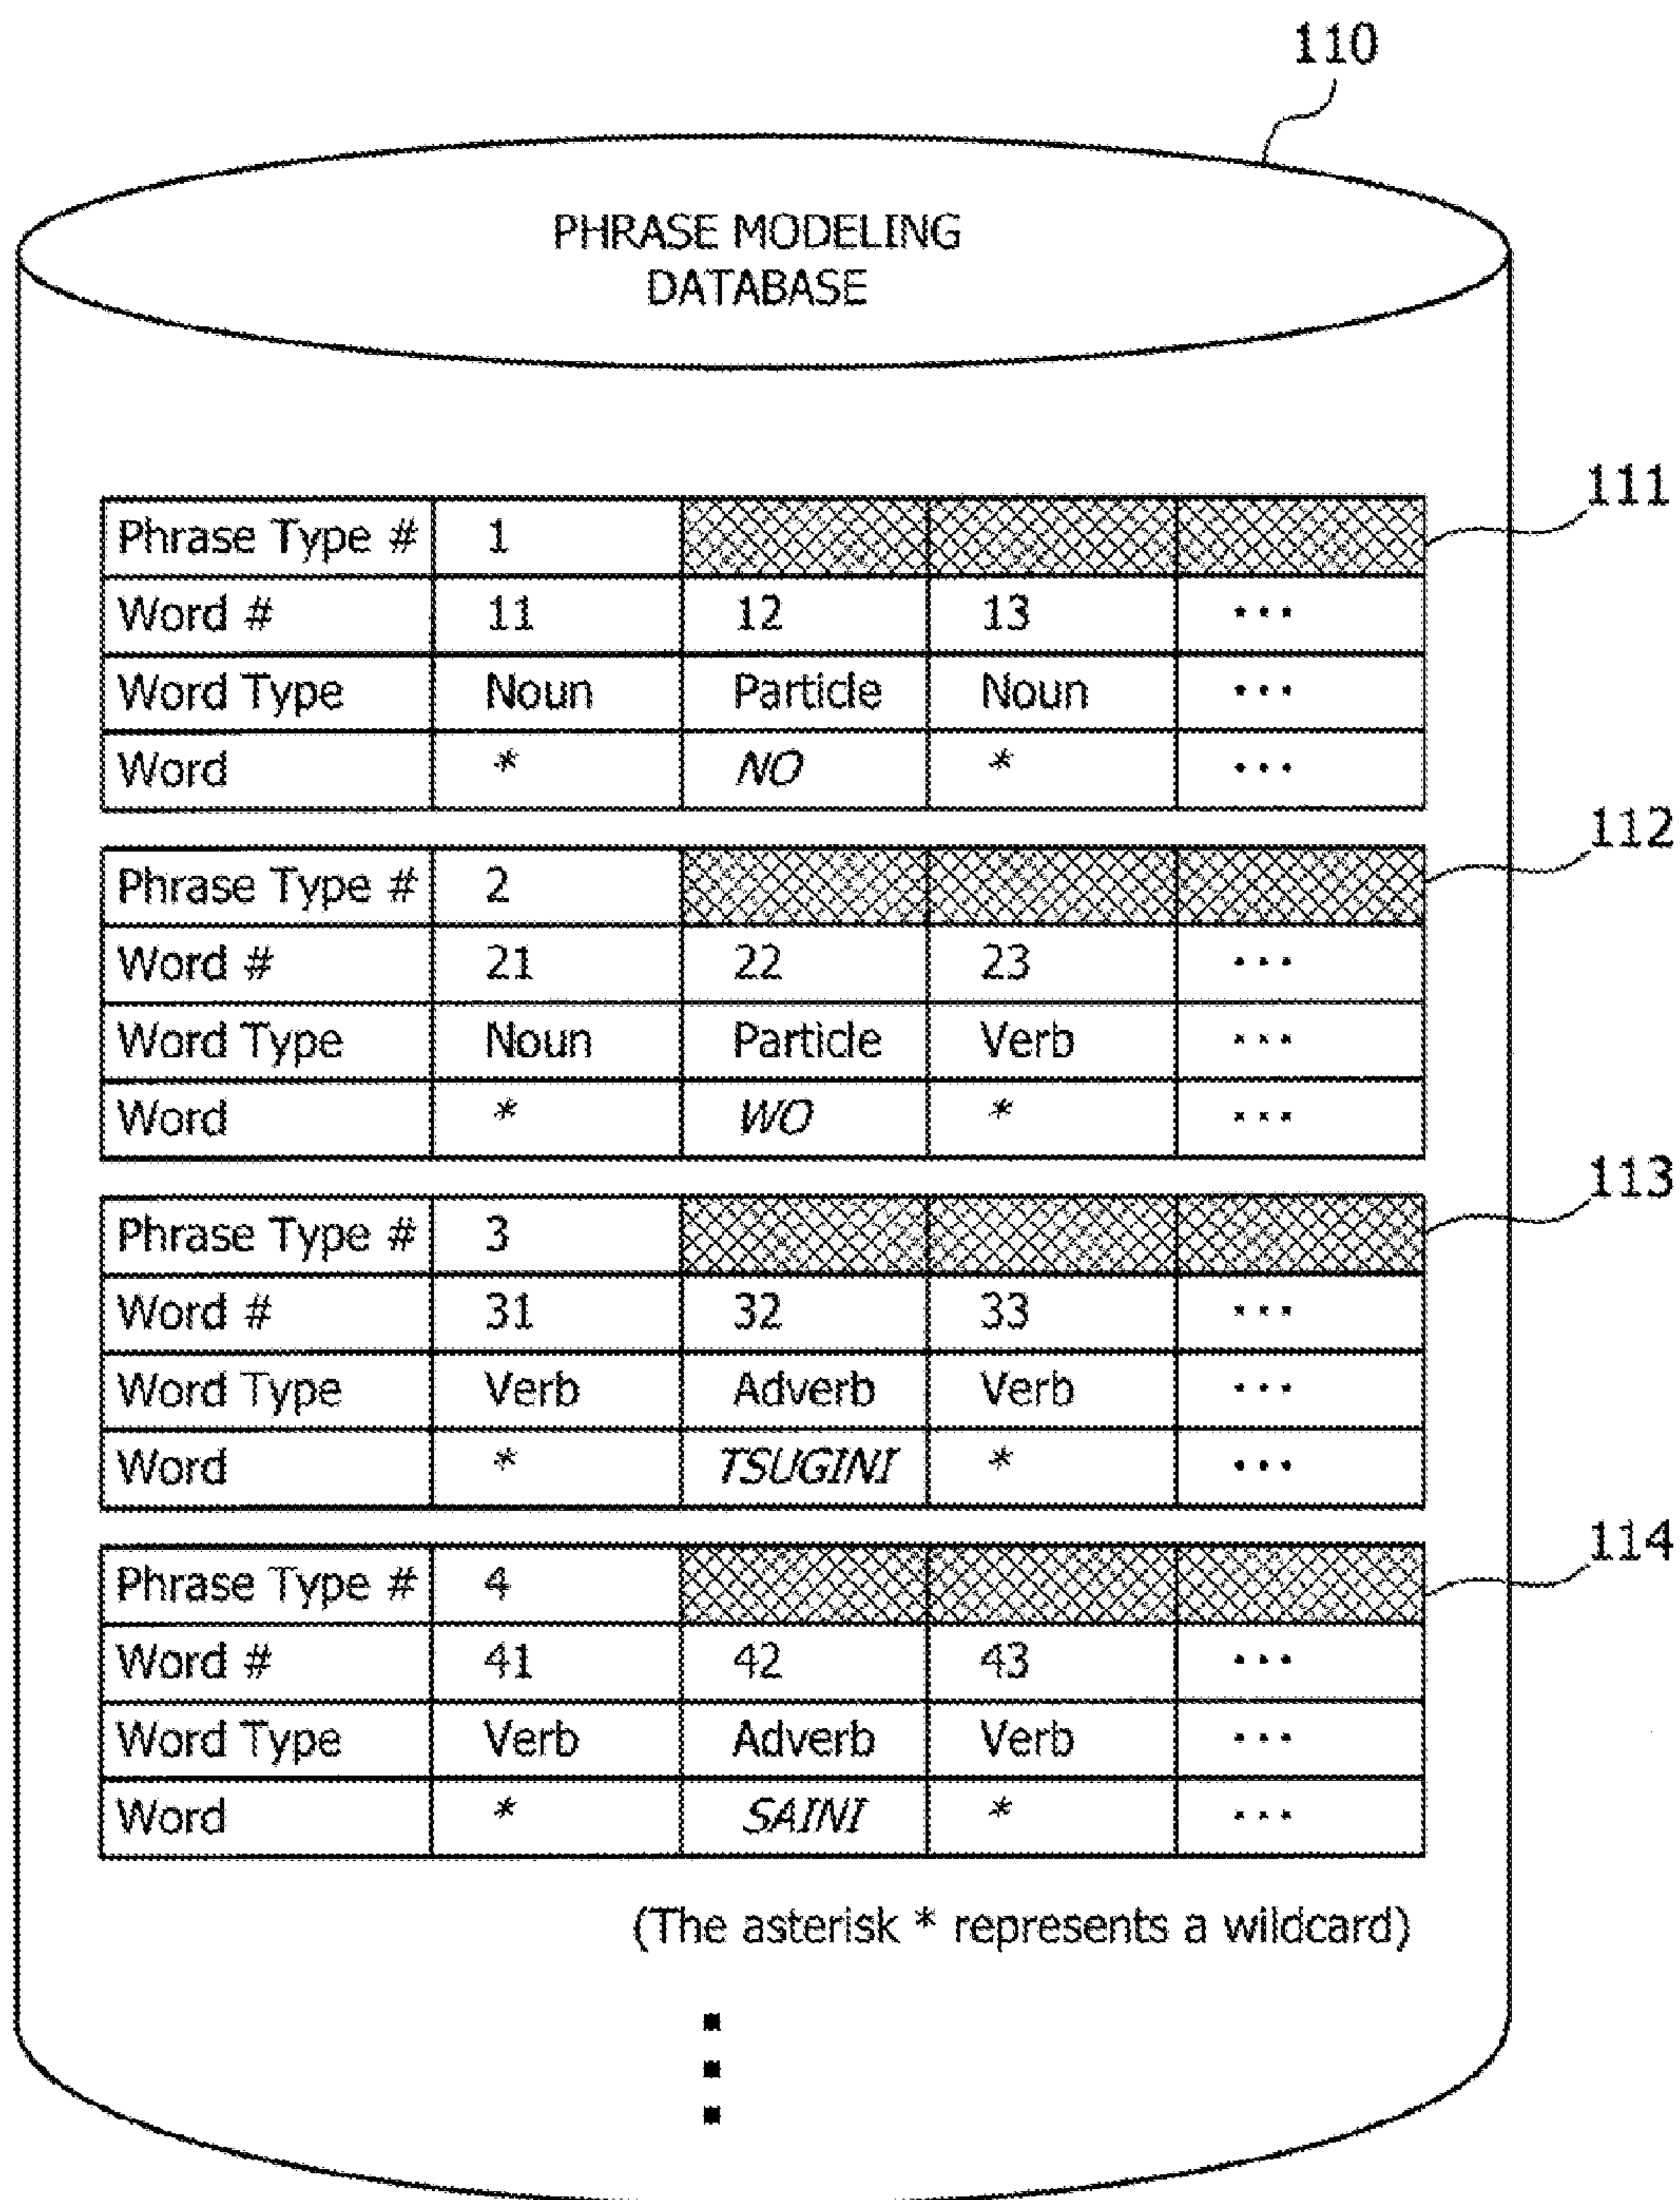 110
PHRASE MODELING
DATABASE
111
Phrase Type # 1
Word # 11 12 13 ...
Word Type Noun Particle Noun ...
Word * NO * ...
112
Phrase Type # 2
Word # 21 22 23 ...
Word Type Noun Particle Verb ...
Word * WO * ...
113
Phrase Type # 3
Word # 31 32 33 ...
Word Type Verb Adverb Verb ...
Word * TSUGINI * ...
114
Phrase Type # 4
Word # 41 42 43 ...
Word Type Verb Adverb Verb ...
Word * SAINI * ...
(The asterisk * represents a wildcard)